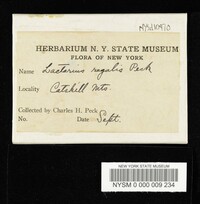 HERBARIUM N. Y. STATE MUSEUM
FLORA OF NEW YORK
Name Lactarius regalis Peck
Locality Catskill Mts.
Collected by Charles H. Peck
No. Date Sept.
NEW YORK STATE MUSEUM
NYSM 0 000 009 234